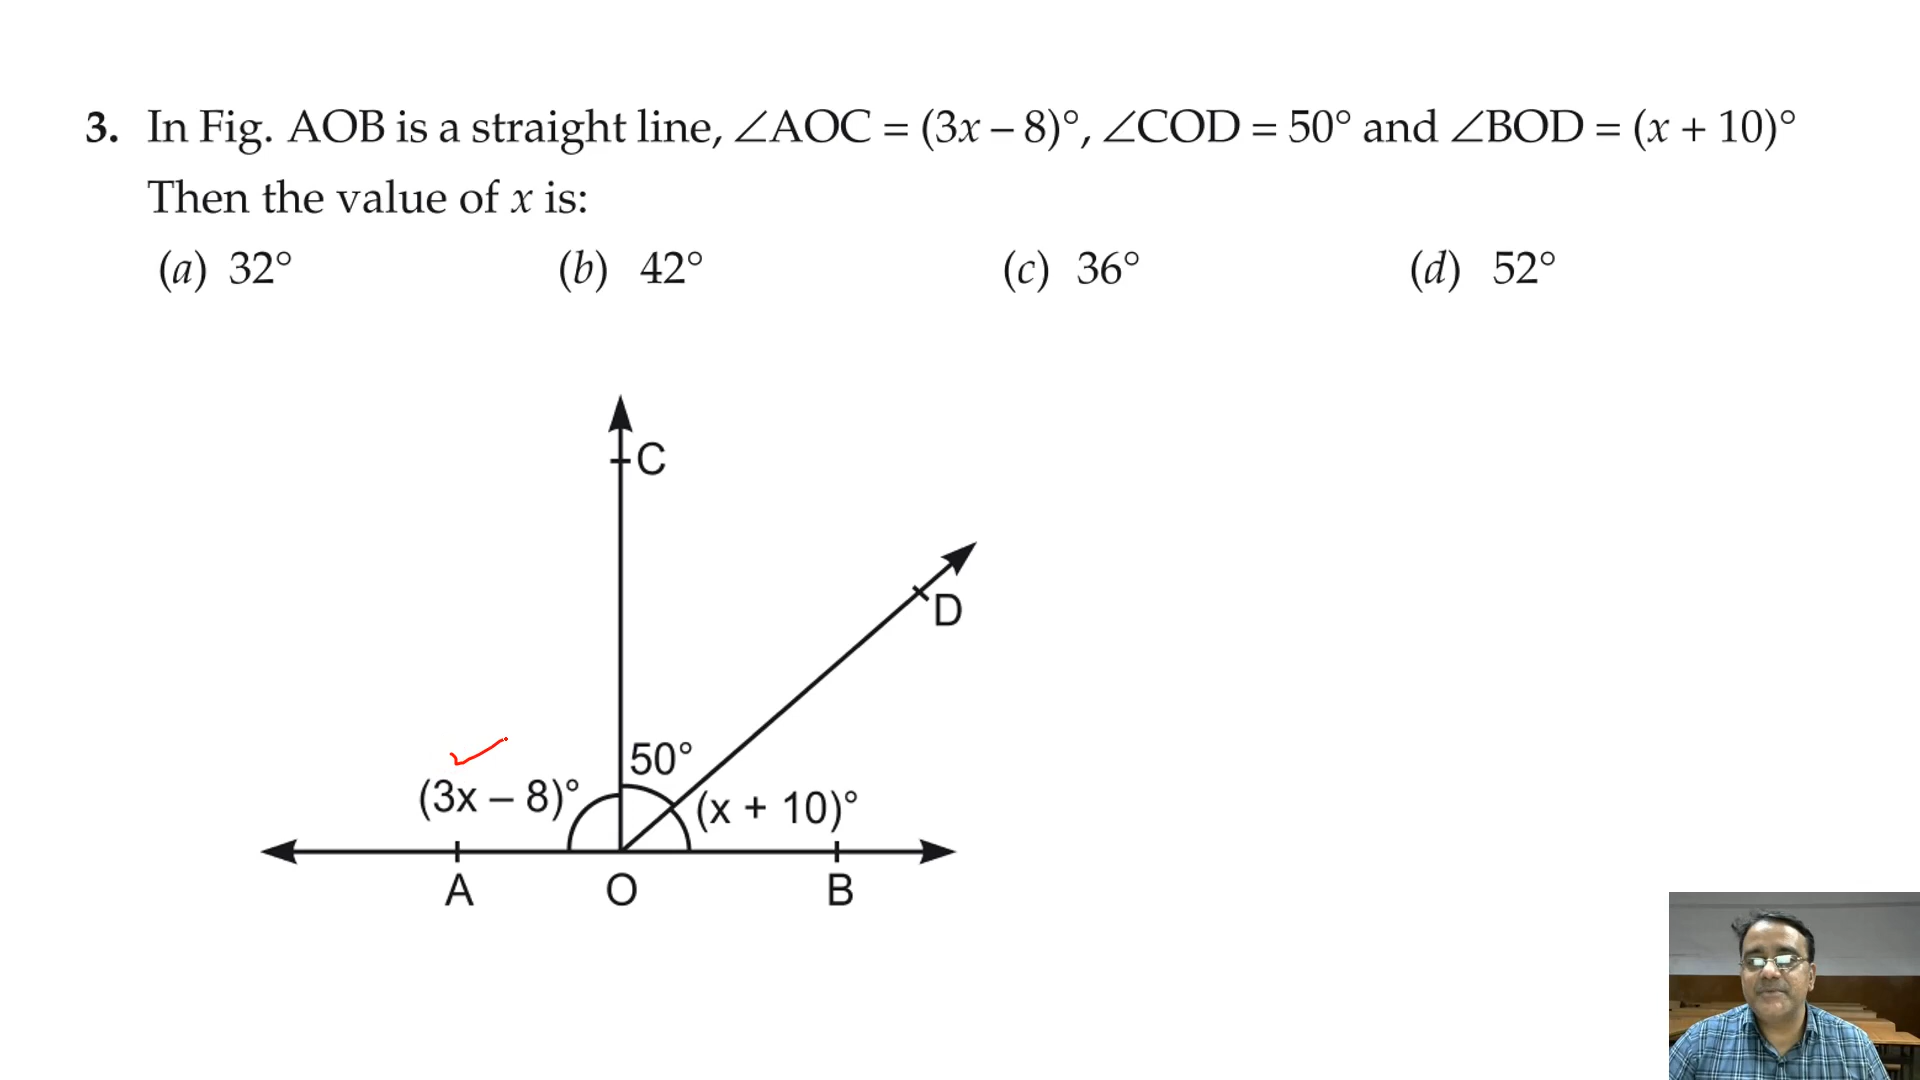 3. In Fig. AOB is a straight line, ∠AOC = (3x – 8)°, ∠COD = 50° and ∠BOD = (x + 10)°
Then the value of x is:
(a) 32° (b) 42° (c) 36° (d) 52°
C
D
50°
(3x – 8)°
(x + 10)°
A O B